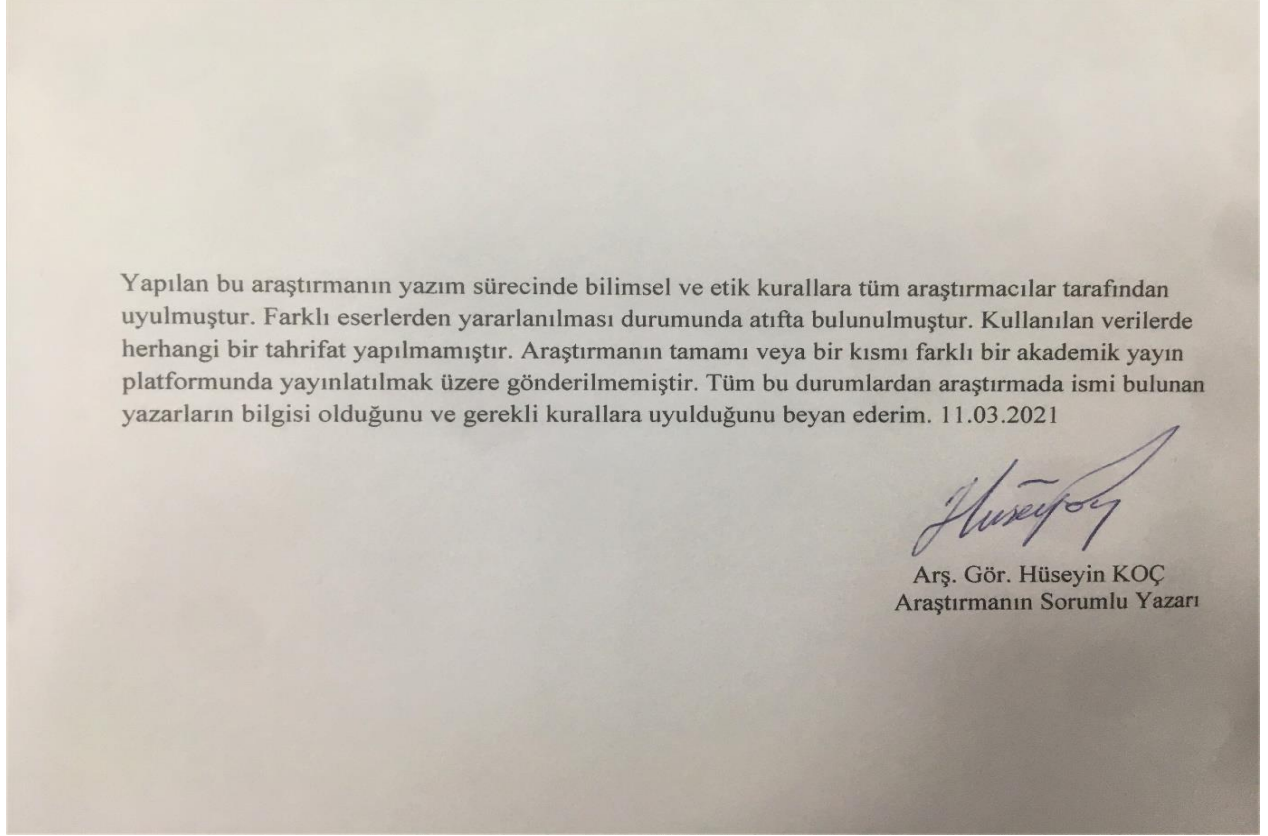 Yapılan bu araştırmanın yazım sürecinde bilimsel ve etik kurallara tüm araştırmacılar tarafından
uyulmuştur. Farklı eserlerden yararlanılması durumunda atıfta bulunulmuştur. Kullanılan verilerde
herhangi bir tahrifat yapılmamıştır. Araştırmanın tamamı veya bir kısmı farklı bir akademik yayın
platformunda yayınlatılmak üzere gönderilmemiştir. Tüm bu durumlardan araştırmada ismi bulunan
yazarların bilgisi olduğunu ve gerekli kurallara uyulduğunu beyan ederim. 11.03.2021
Arş. Gör. Hüseyin KOÇ
Araştırmanın Sorumlu Yazarı